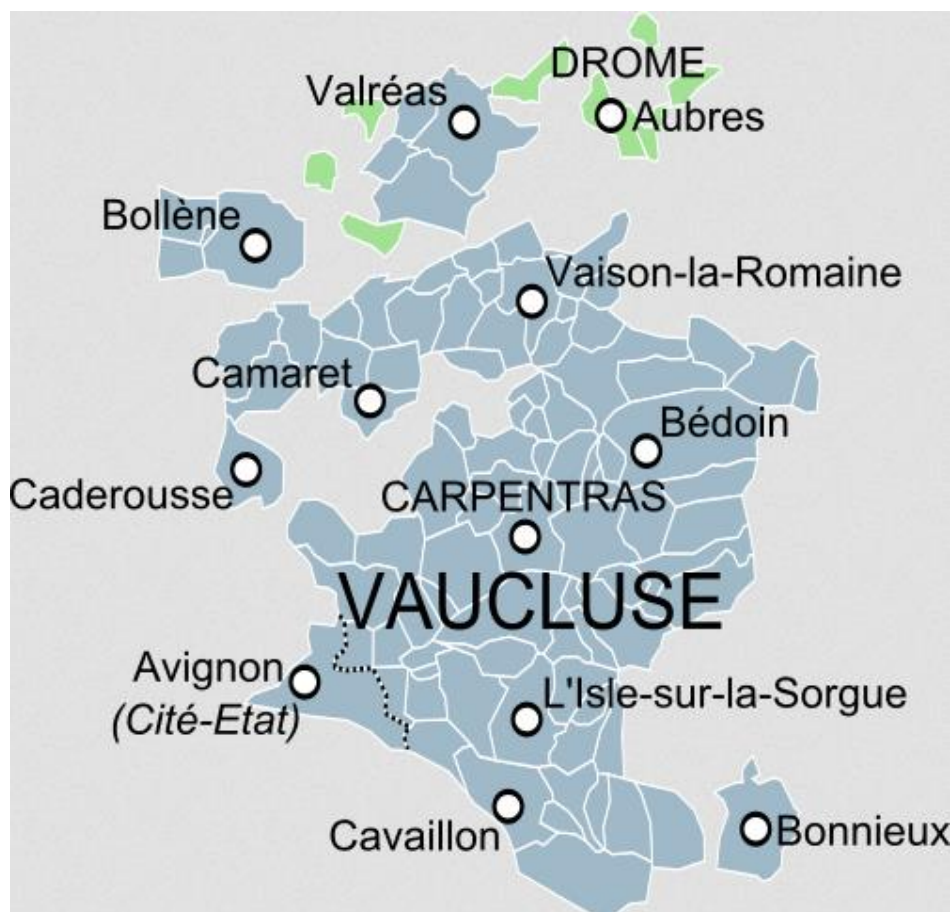 DROME
Valréas
Aubres
Bollène
Vaison-la-Romaine
Camaret
Bédoin
Caderousse
CARPENTRAS
VAUCLUSE
Avignon
(Cité-Etat)
L'Isle-sur-la-Sorgue
Cavaillon
Bonnieux